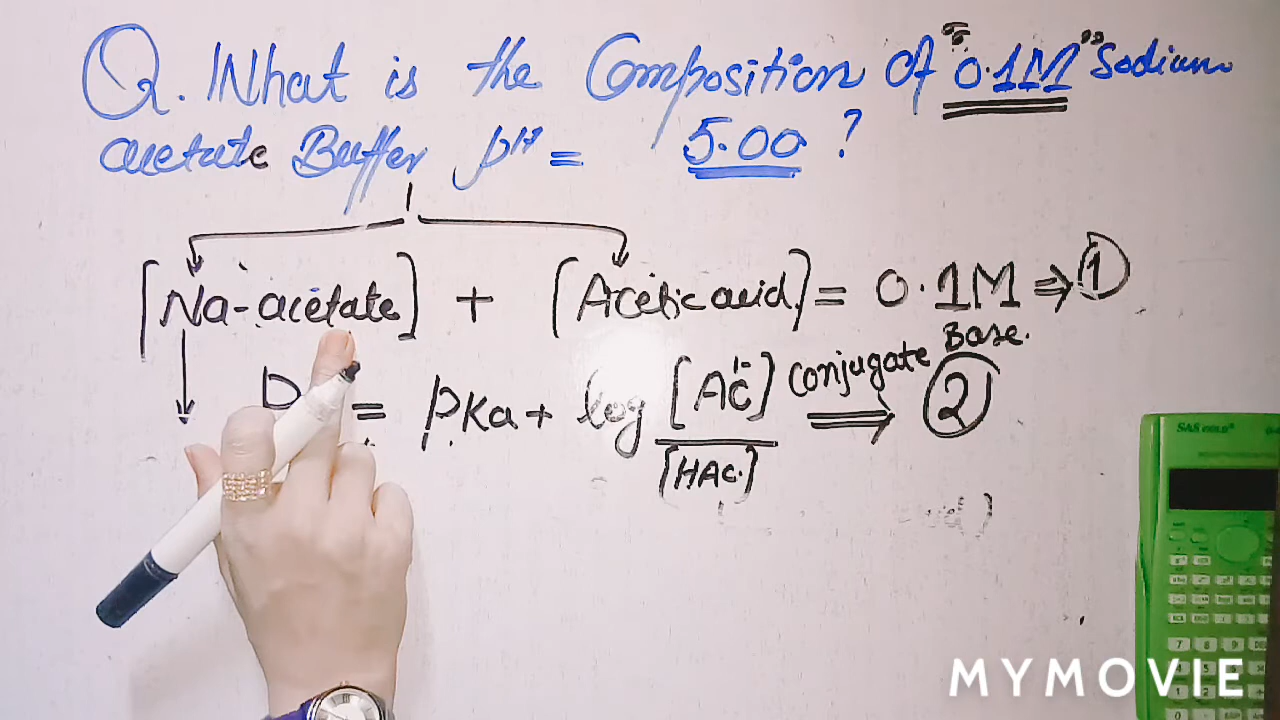 Q. What is the Composition of "0.1M" Sodium
acetate Buffer pH = 5.00 ?
[Na-acetate] + [Acetic acid] = 0.1M ⇒ ①
= pKa + log [Ac⁻] / [HAc] Conjugate Base. ⇒ ②
MYMOVIE